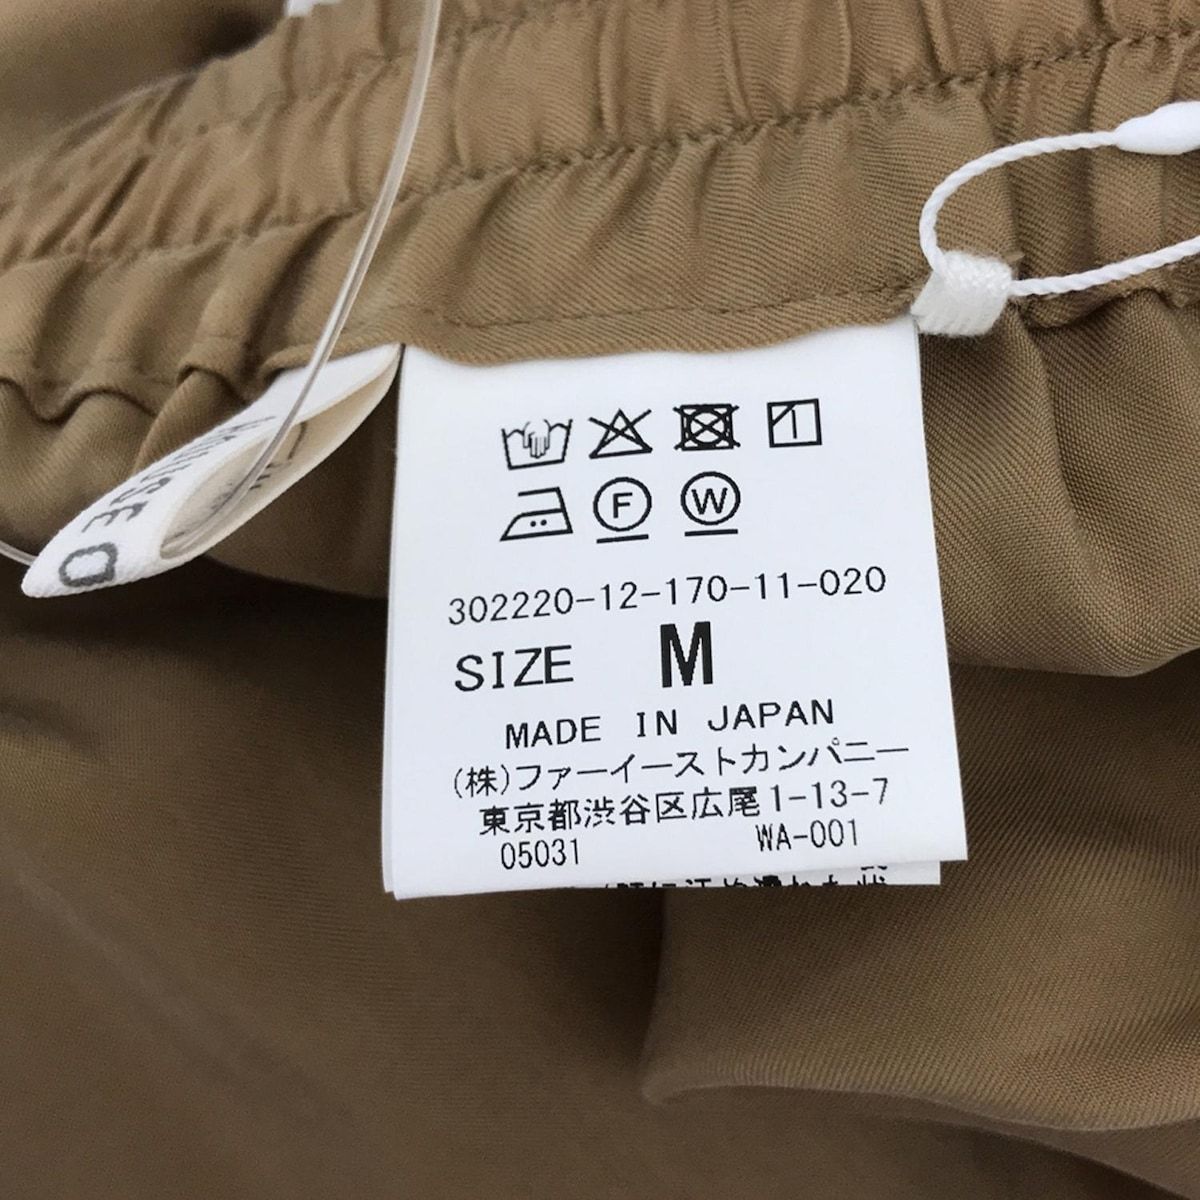 F W
302220-12-170-11-020
SIZE M
MADE IN JAPAN
(株)ファーイーストカンパニー
東京都渋谷区広尾1-13-7
05031 WA-001